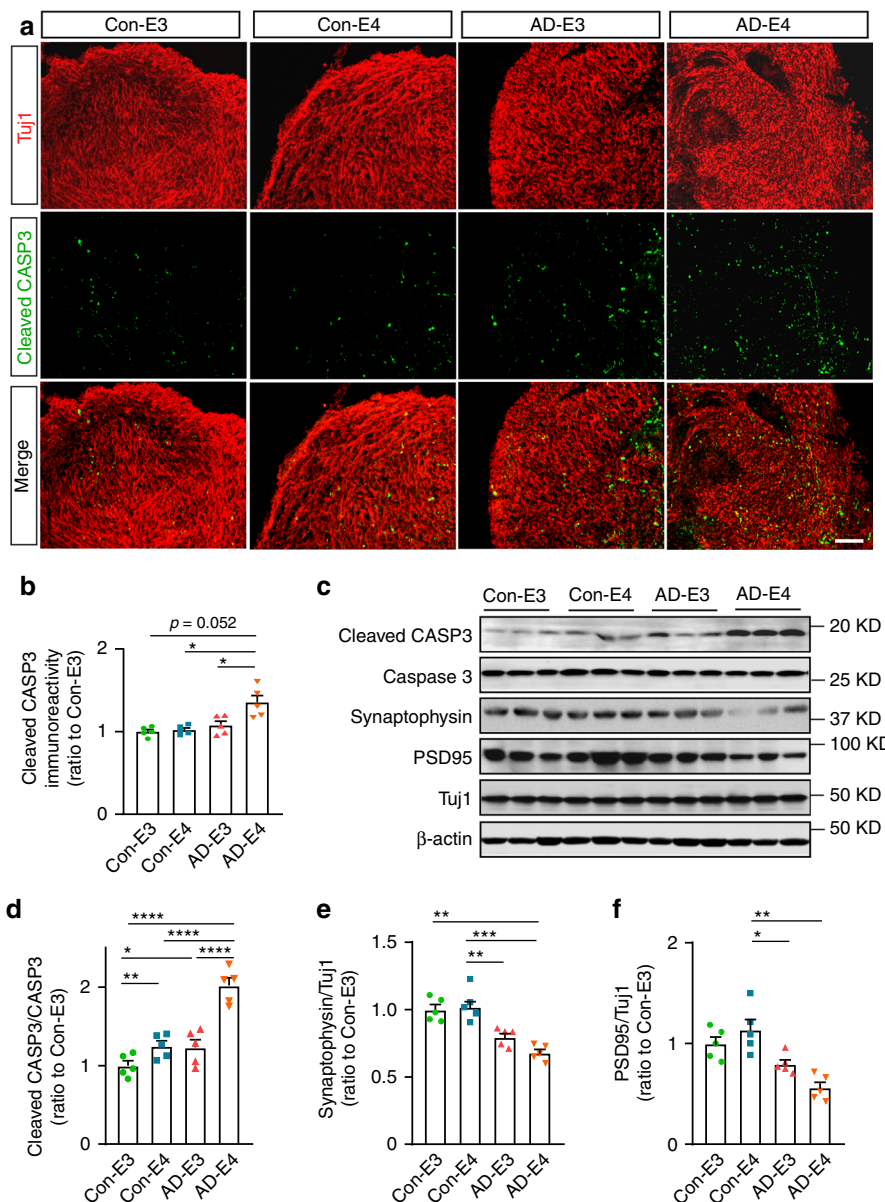 a
Con-E3 Con-E4 AD-E3 AD-E4
Tuj1
Cleaved CASP3
Merge
b
Cleaved CASP3
immunoreactivity
(ratio to Con-E3)
2
1
0
p = 0.052
*
*
Con-E3 Con-E4 AD-E3 AD-E4
c
Con-E3 Con-E4 AD-E3 AD-E4
Cleaved CASP3 20 KD
Caspase 3 25 KD
Synaptophysin 37 KD
PSD95 100 KD
Tuj1 50 KD
β-actin 50 KD
d
Cleaved CASP3/CASP3
(ratio to Con-E3)
2
1
0
****
****
* ****
**
Con-E3 Con-E4 AD-E3 AD-E4
e
Synaptophysin/Tuj1
(ratio to Con-E3)
1.5
1.0
0.5
0
**
***
**
Con-E3 Con-E4 AD-E3 AD-E4
f
PSD95/Tuj1
(ratio to Con-E3)
2
1
0
**
*
Con-E3 Con-E4 AD-E3 AD-E4